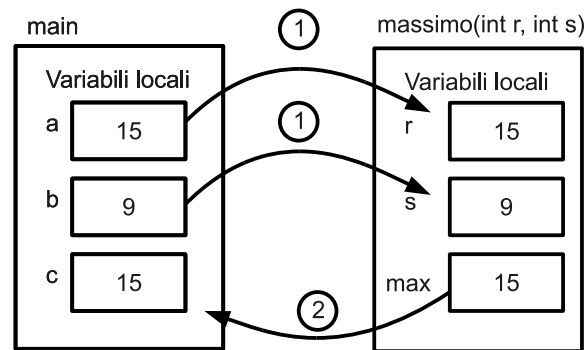 main
1
massimo(int r, int s)
Variabili locali
a
15
b
9
c
15
1
2
Variabili locali
r
15
s
9
max
15